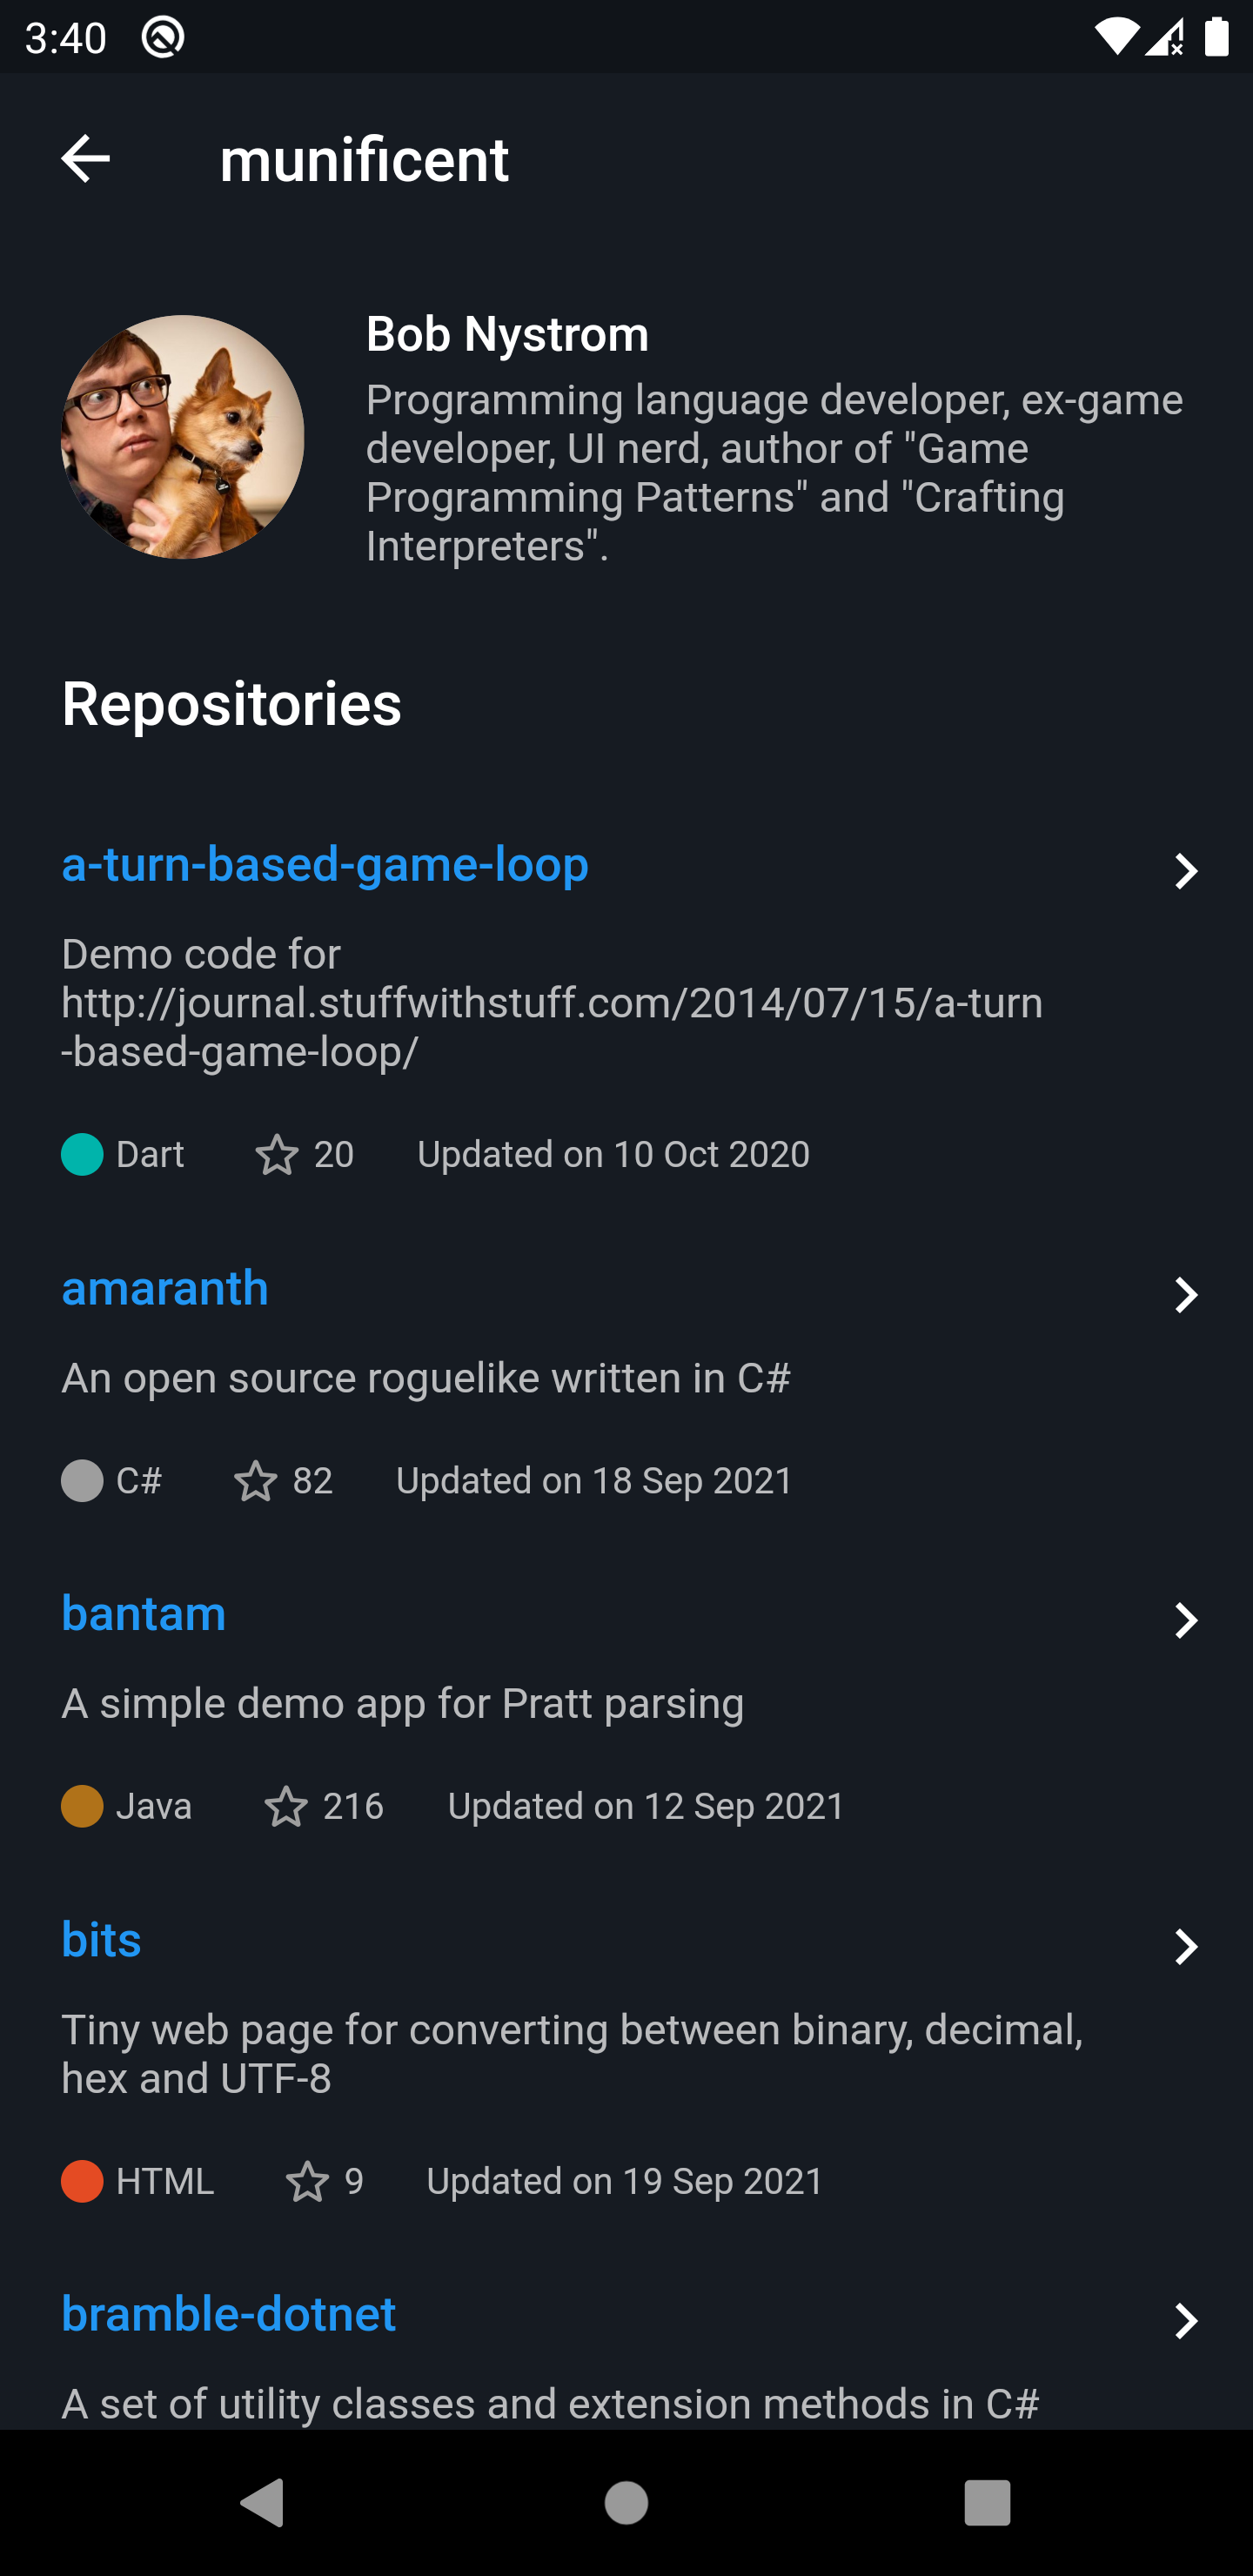 3:40
munificent
Bob Nystrom
Programming language developer, ex-game
developer, UI nerd, author of "Game
Programming Patterns" and "Crafting
Interpreters".
Repositories
a-turn-based-game-loop
Demo code for
http://journal.stuffwithstuff.com/2014/07/15/a-turn
-based-game-loop/
Dart 20 Updated on 10 Oct 2020
amaranth
An open source roguelike written in C#
C# 82 Updated on 18 Sep 2021
bantam
A simple demo app for Pratt parsing
Java 216 Updated on 12 Sep 2021
bits
Tiny web page for converting between binary, decimal,
hex and UTF-8
HTML 9 Updated on 19 Sep 2021
bramble-dotnet
A set of utility classes and extension methods in C#